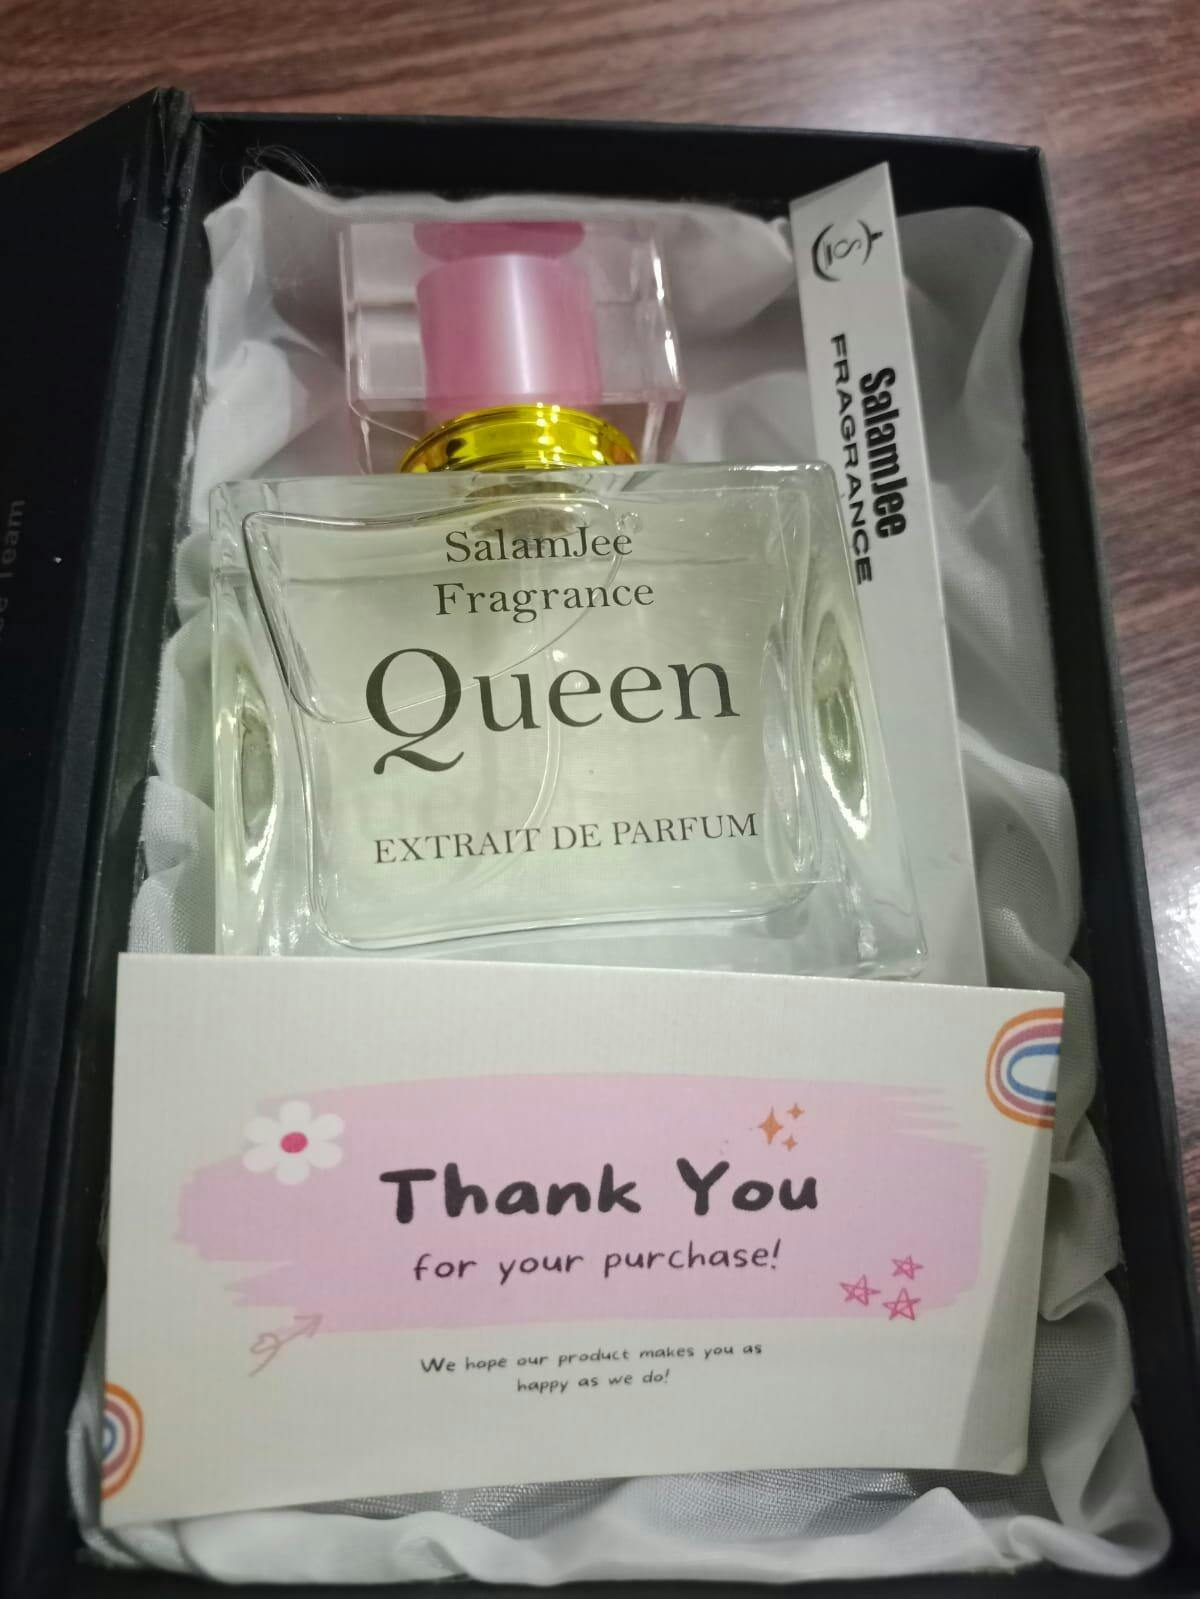 SalamJee
FRAGRANCE
SalamJee
Fragrance
Queen
EXTRAIT DE PARFUM
Thank You
for your purchase!
We hope our product makes you as
happy as we do!
Team